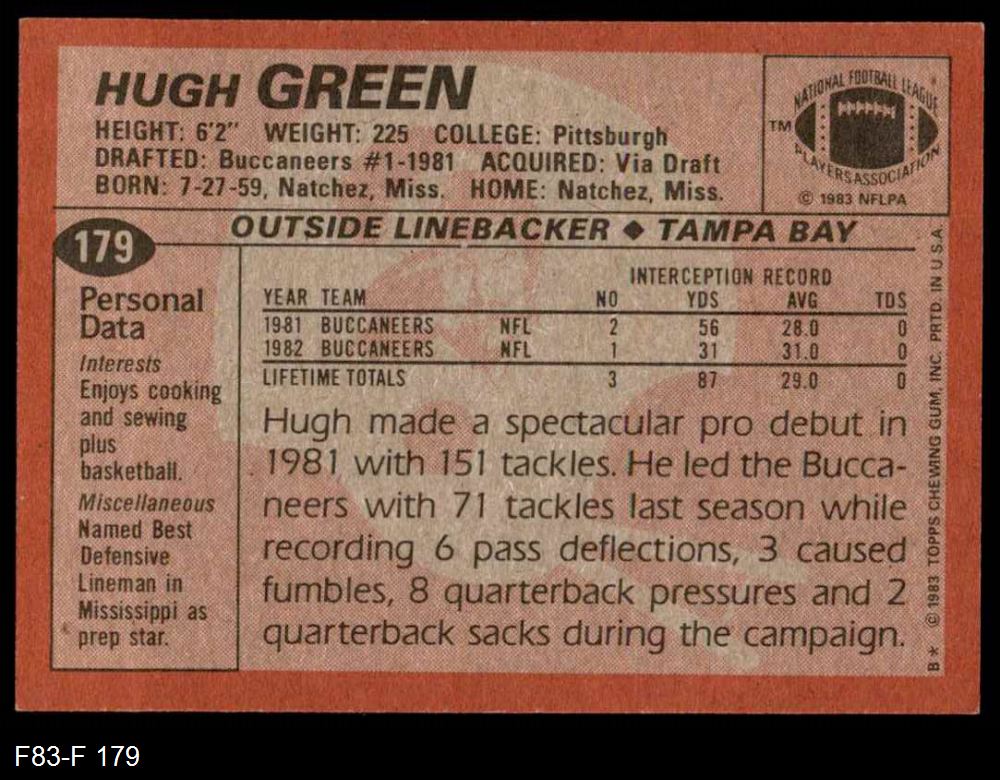 HUGH GREEN
HEIGHT: 6'2" WEIGHT: 225 COLLEGE: Pittsburgh
DRAFTED: Buccaneers #1-1981 ACQUIRED: Via Draft
BORN: 7-27-59, Natchez, Miss. HOME: Natchez, Miss.
NATIONAL FOOTBALL LEAGUE
TM
PLAYERS ASSOCIATION
© 1983 NFLPA
179
OUTSIDE LINEBACKER ◆ TAMPA BAY
Personal
Data
Interests
Enjoys cooking
and sewing
plus
basketball.
Miscellaneous
Named Best
Defensive
Lineman in
Mississippi as
prep star.
INTERCEPTION RECORD
YEAR TEAM NO YDS AVG TDS
1981 BUCCANEERS NFL 2 56 28.0 0
1982 BUCCANEERS NFL 1 31 31.0 0
LIFETIME TOTALS 3 87 29.0 0
Hugh made a spectacular pro debut in
1981 with 151 tackles. He led the Bucca-
neers with 71 tackles last season while
recording 6 pass deflections, 3 caused
fumbles, 8 quarterback pressures and 2
quarterback sacks during the campaign.
B* © 1983 TOPPS CHEWING GUM, INC. PRTD. IN U.S.A.
F83-F 179